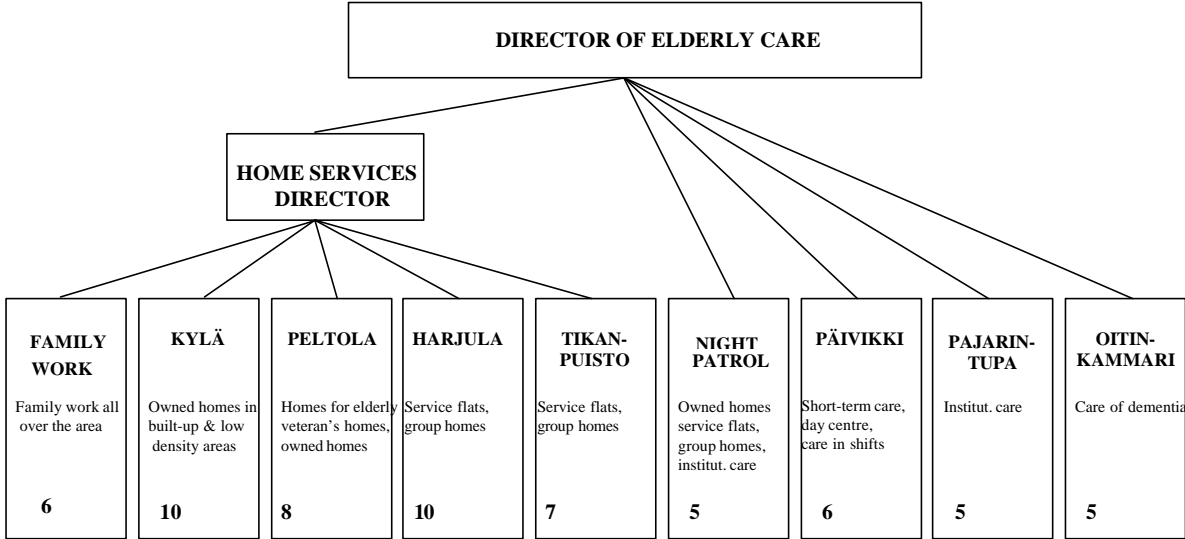 DIRECTOR OF ELDERLY CARE
HOME SERVICES
DIRECTOR
FAMILY
WORK
Family work all
over the area
6
KYLÄ
Owned homes in
built-up & low
density areas
10
PELTOLA
Homes for elderly
veteran's homes,
owned homes
8
HARJULA
Service flats,
group homes
10
TIKAN-
PUISTO
Service flats,
group homes
7
NIGHT
PATROL
Owned homes
service flats,
group homes,
institut. care
5
PÄIVIKKI
Short-term care,
day centre,
care in shifts
6
PAJARIN-
TUPA
Institut. care
5
OITIN-
KAMMARI
Care of dementia
5